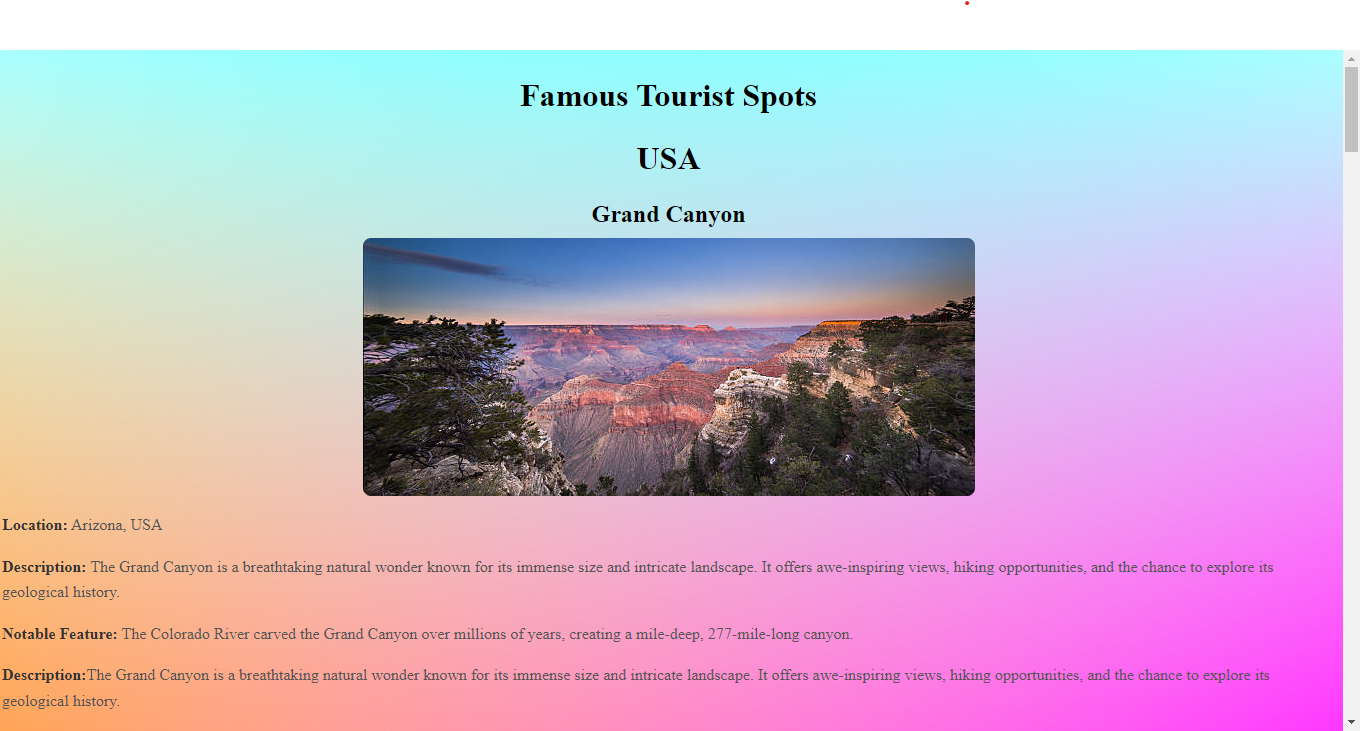 Famous Tourist Spots
USA
Grand Canyon
Location: Arizona, USA
Description: The Grand Canyon is a breathtaking natural wonder known for its immense size and intricate landscape. It offers awe-inspiring views, hiking opportunities, and the chance to explore its
geological history.
Notable Feature: The Colorado River carved the Grand Canyon over millions of years, creating a mile-deep, 277-mile-long canyon.
Description:The Grand Canyon is a breathtaking natural wonder known for its immense size and intricate landscape. It offers awe-inspiring views, hiking opportunities, and the chance to explore its
geological history.